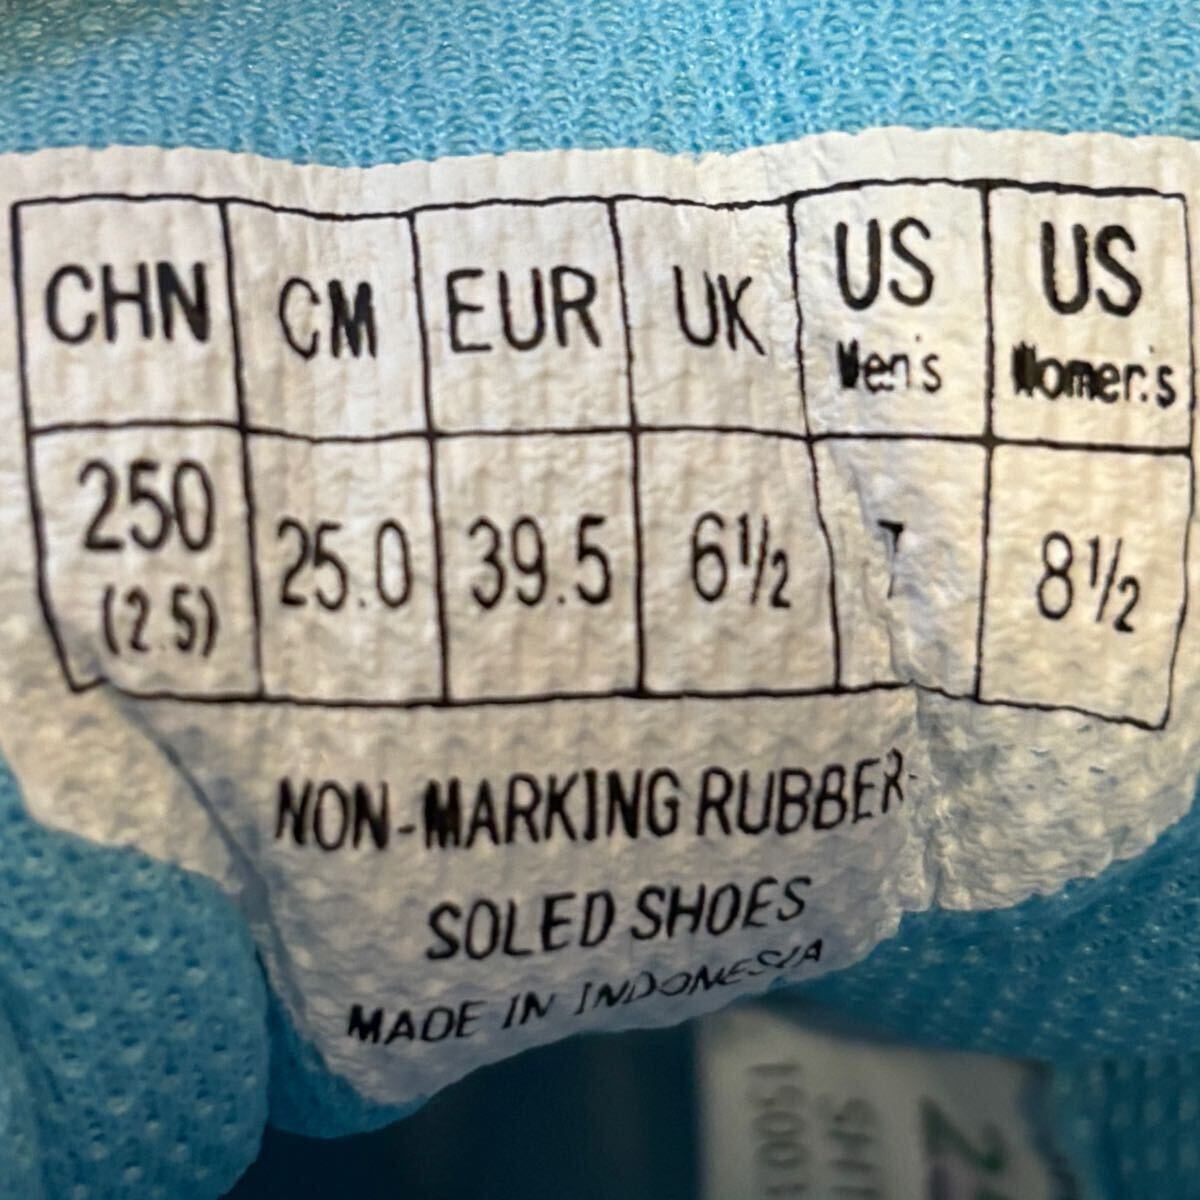 CHN CM EUR UK US Men's US Women's
250 (2.5) 25.0 39.5 6½ 7 8½
NON-MARKING RUBBER-
SOLED SHOES
MADE IN INDONESIA